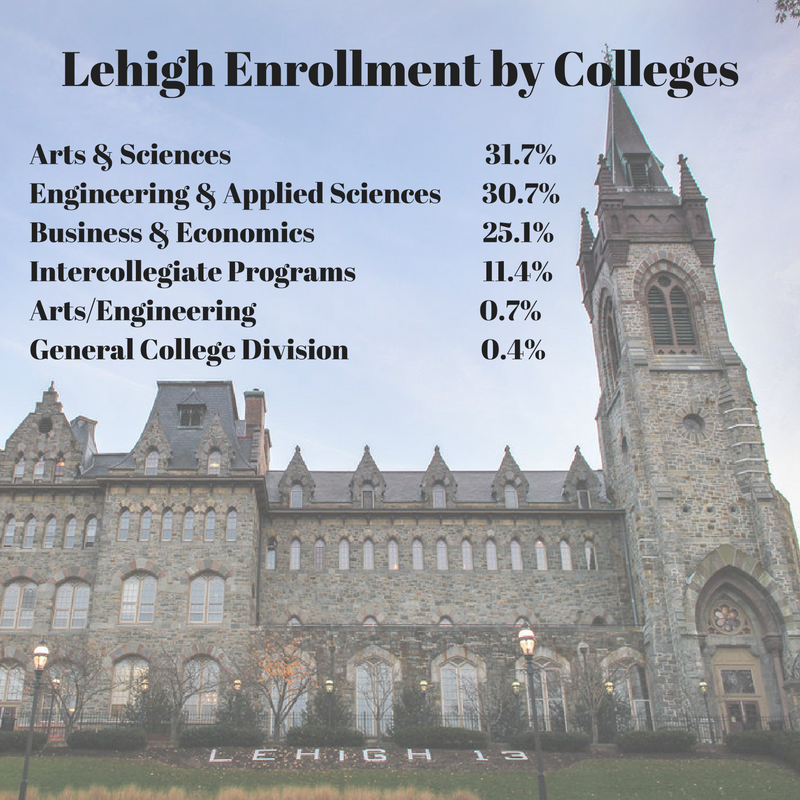 Lehigh Enrollment by Colleges
Arts & Sciences 31.7%
Engineering & Applied Sciences 30.7%
Business & Economics 25.1%
Intercollegiate Programs 11.4%
Arts/Engineering 0.7%
General College Division 0.4%
LEHIGH 13